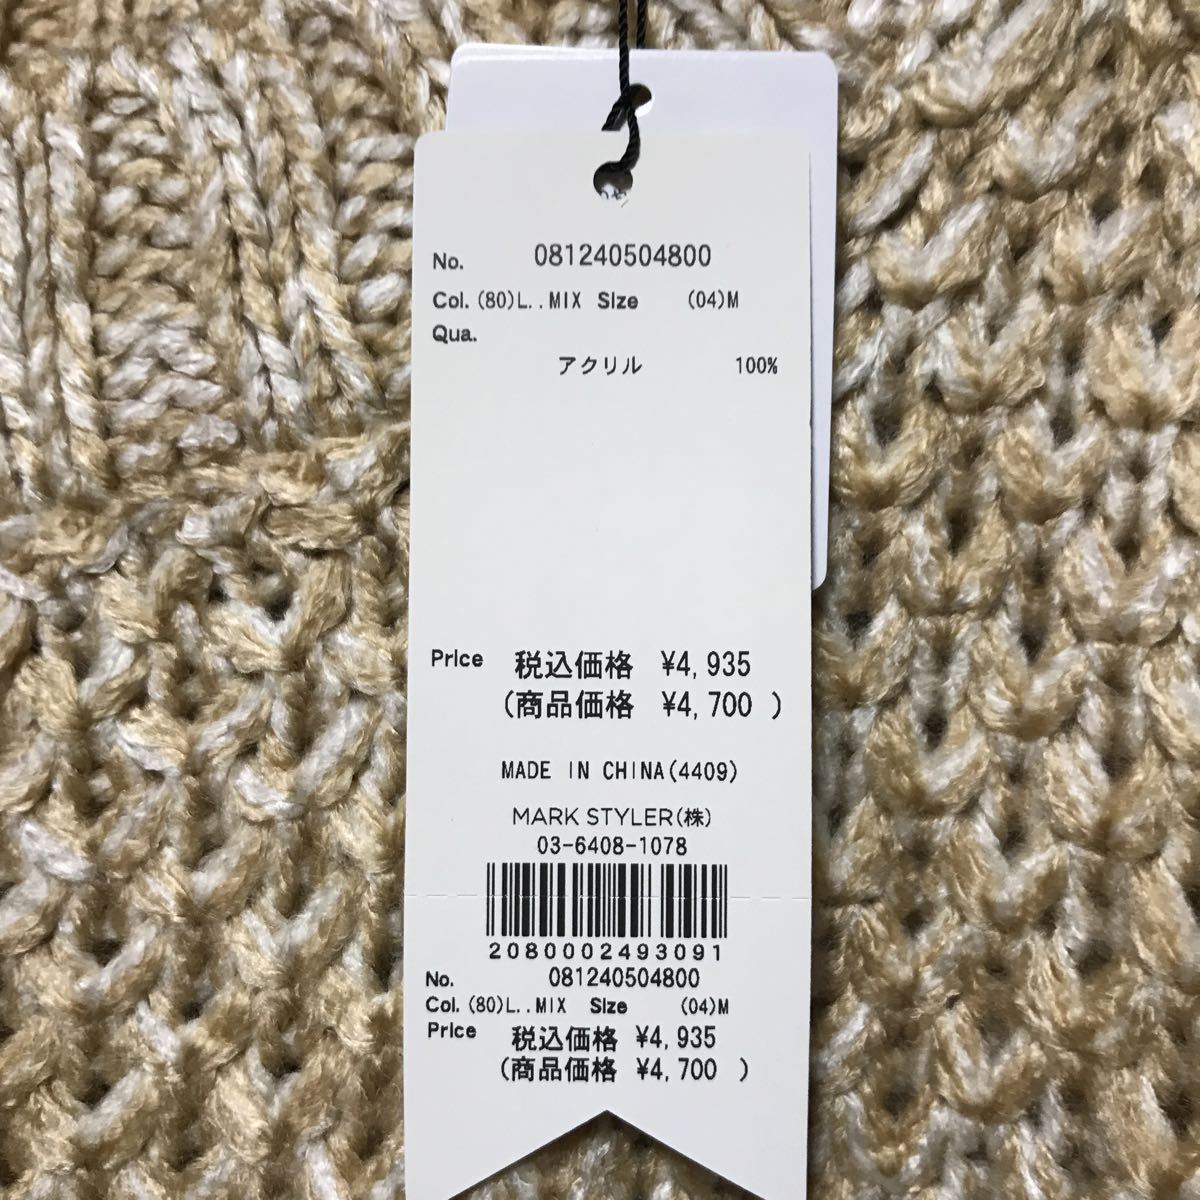 No. 081240504800
Col. (80)L..MIX Size (04)M
Qua.
アクリル 100%
Price 税込価格 ¥4,935
(商品価格 ¥4,700 )
MADE IN CHINA(4409)
MARK STYLER(株)
03-6408-1078
2080002493091
No. 081240504800
Col. (80)L..MIX Size (04)M
Price 税込価格 ¥4,935
(商品価格 ¥4,700 )